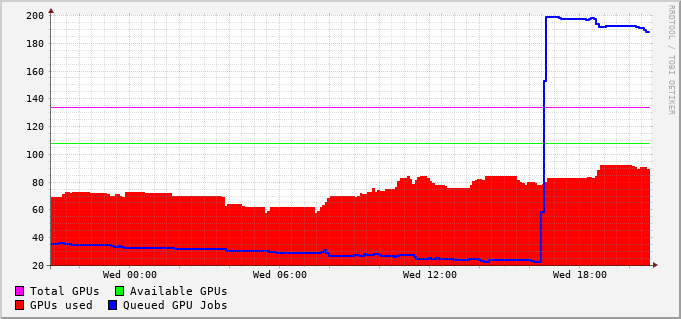 200
180
160
140
120
100
80
60
40
20
Wed 00:00 Wed 06:00 Wed 12:00 Wed 18:00
Total GPUs Available GPUs
GPUs used Queued GPU Jobs
RRDTOOL / TOBI OETIKER